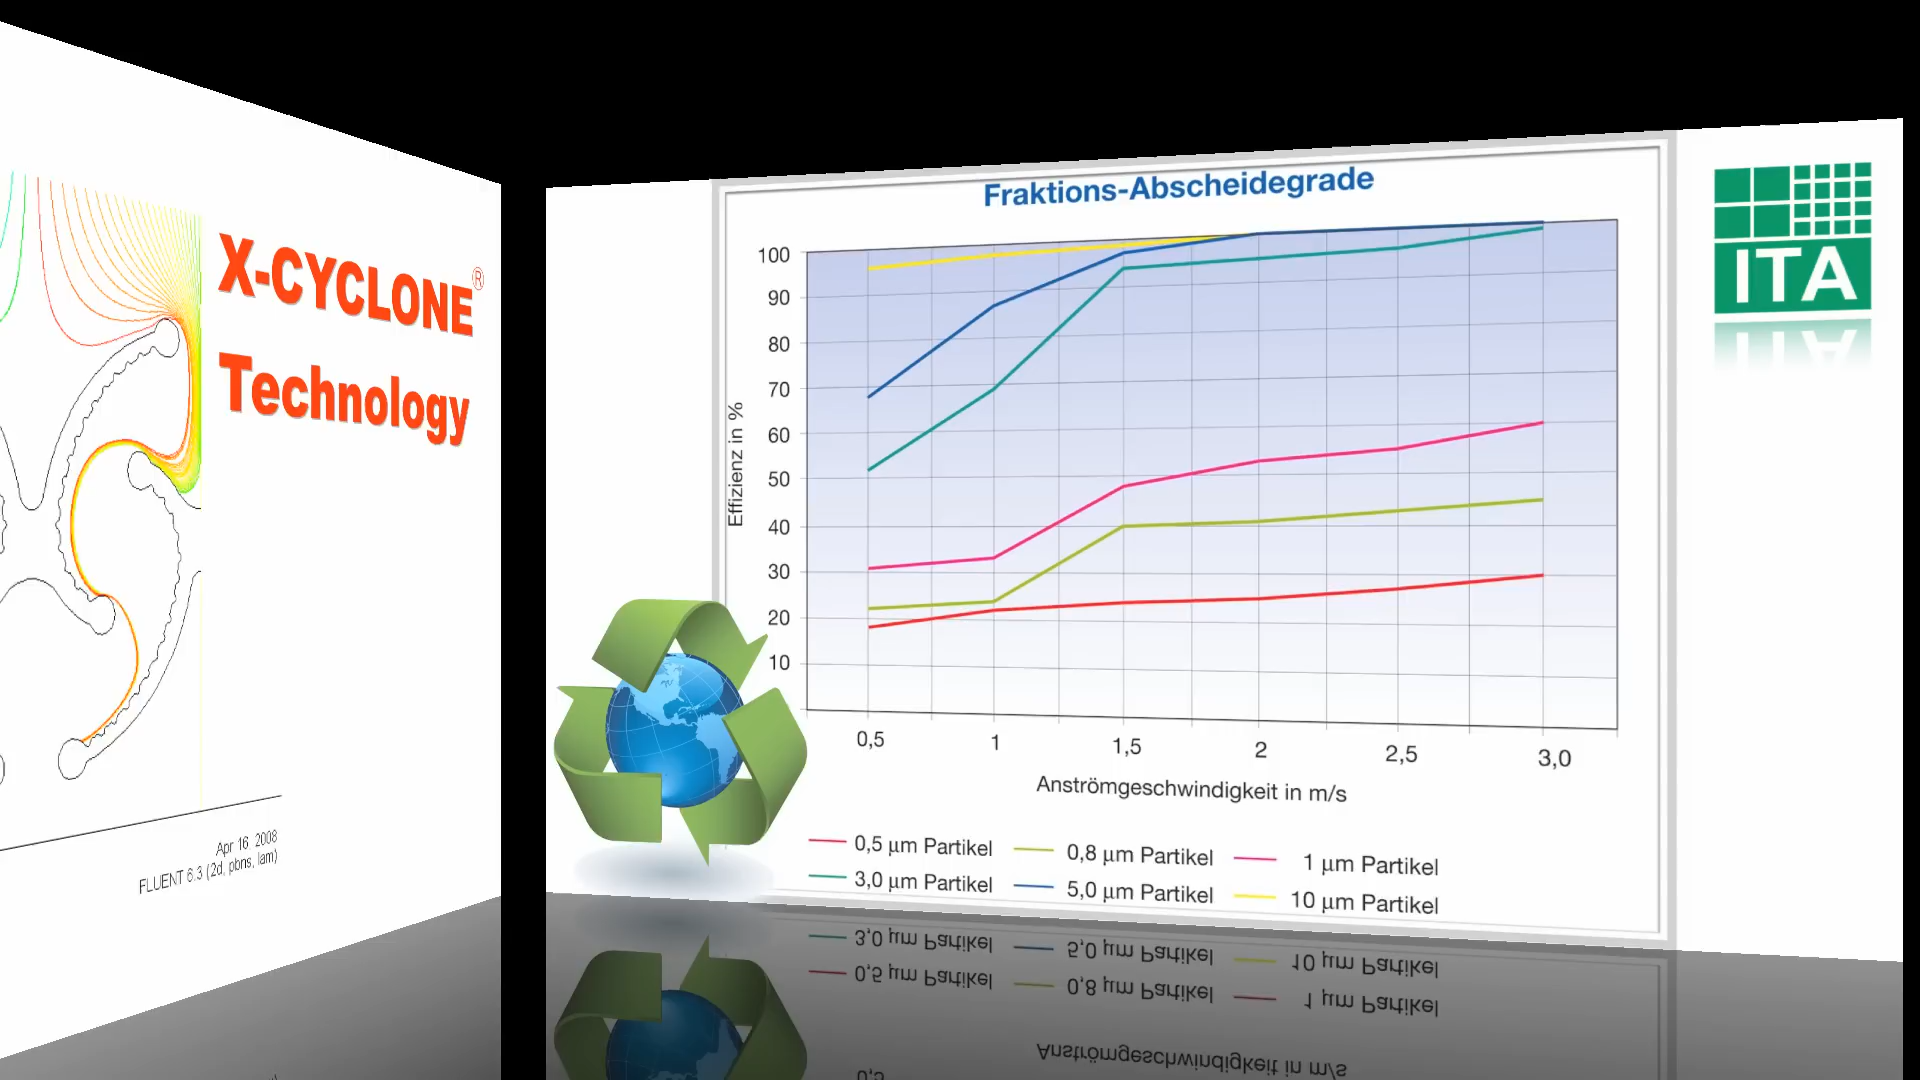 X-CYCLONE®
Technology
Apr 16 2008
FLUENT 6.3 (2d, pbns, lam)
Fraktions-Abscheidegrade
Effizienz in %
100
90
80
70
60
50
40
30
20
10
0,5 1 1,5 2 2,5 3,0
Anströmgeschwindigkeit in m/s
0,5 µm Partikel 0,8 µm Partikel 1 µm Partikel
3,0 µm Partikel 5,0 µm Partikel 10 µm Partikel
ITA